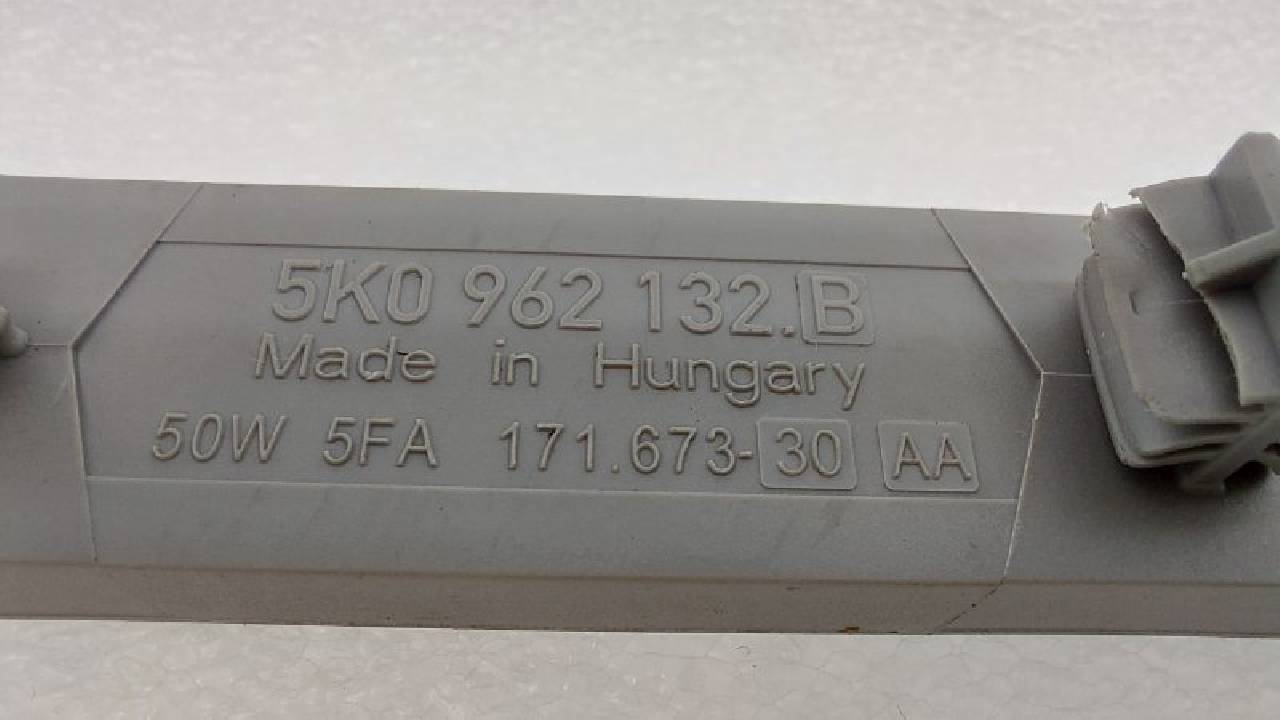 5K0 962 132.B
Made in Hungary
50W 5FA 171.673-30 AA